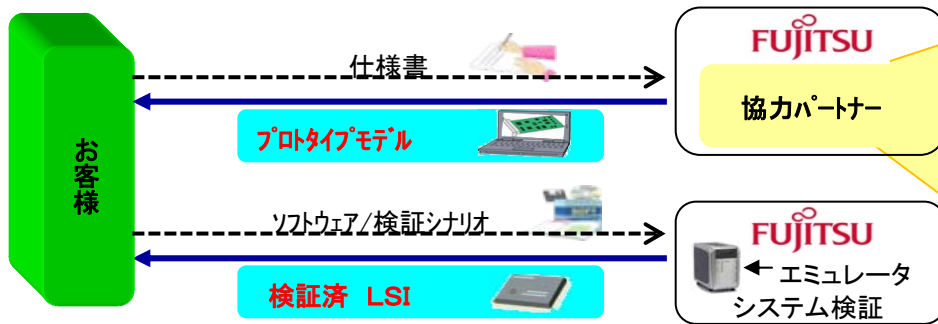 お客様
仕様書
プロトタイプモデル
FUJITSU
協力パートナー
ソフトウェア/検証シナリオ
検証済 LSI
FUJITSU
エミュレータ
システム検証